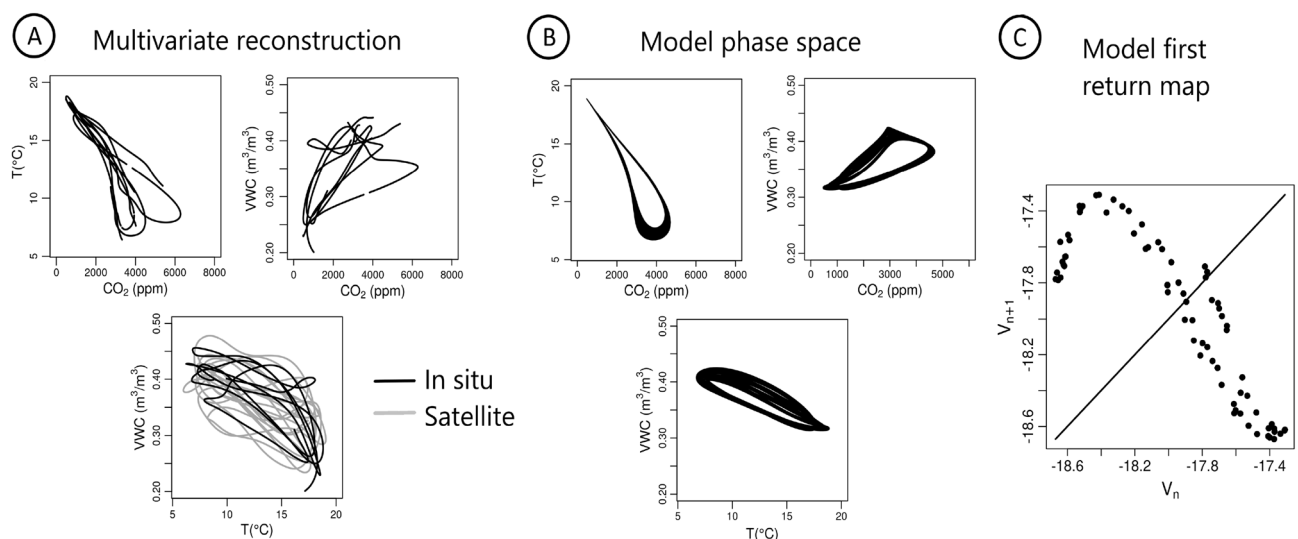 A
Multivariate reconstruction
B
Model phase space
C
Model first
return map
20
15
10
5
T(°C)
0 2000 4000 6000 8000
CO2 (ppm)
0.50
0.40
0.30
0.20
VWC (m³/m³)
0 2000 4000 6000 8000
CO2 (ppm)
20
15
10
5
T(°C)
0 2000 4000 6000 8000
CO2 (ppm)
0.50
0.40
0.30
0.20
VWC (m³/m³)
1000 3000 5000
CO2 (ppm)
0.50
0.40
0.30
0.20
VWC (m³/m³)
5 10 15 20
T(°C)
In situ
Satellite
0.50
0.40
0.30
0.20
VWC (m³/m³)
5 10 15 20
T(°C)
-17.4
-17.8
-18.2
-18.6
Vn+1
-18.6 -18.2 -17.8 -17.4
Vn